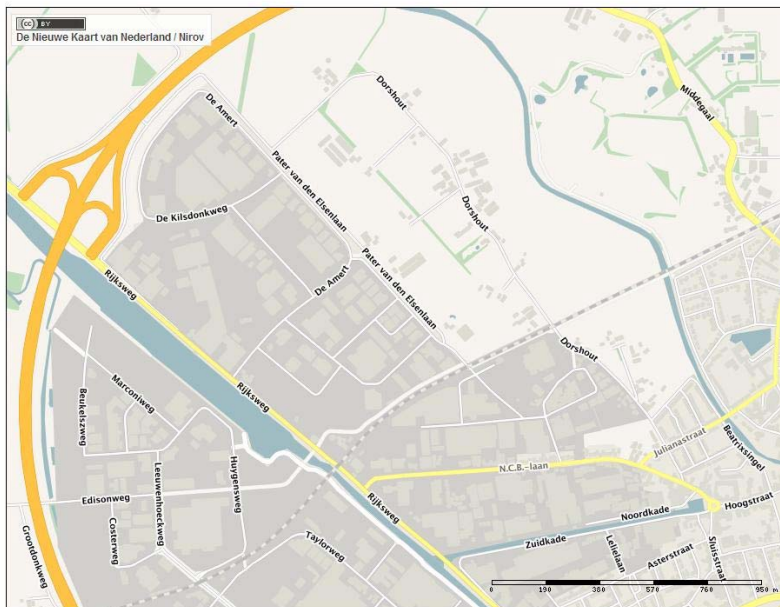 cc BY
De Nieuwe Kaart van Nederland / Nirov
De Amert
Dorshout
Middegaal
Pater van den Elsenlaan
De Kilsdonkweg
Dorshout
De Amert
Pater van den Elsenlaan
Rijksweg
Dorshout
Marconiweg
Beukelszweg
Rijksweg
Julianastraat
Beatrixsingel
Huygensweg
Leeuwenhoeckweg
N.C.B.-laan
Edisonweg
Rijksweg
Hoogstraat
Costerweg
Noordkade
Grootdonkweg
Taylorweg
Zuidkade
Lelielaan
Sluisstraat
Asterstraat
0 190 380 570 760 950 m